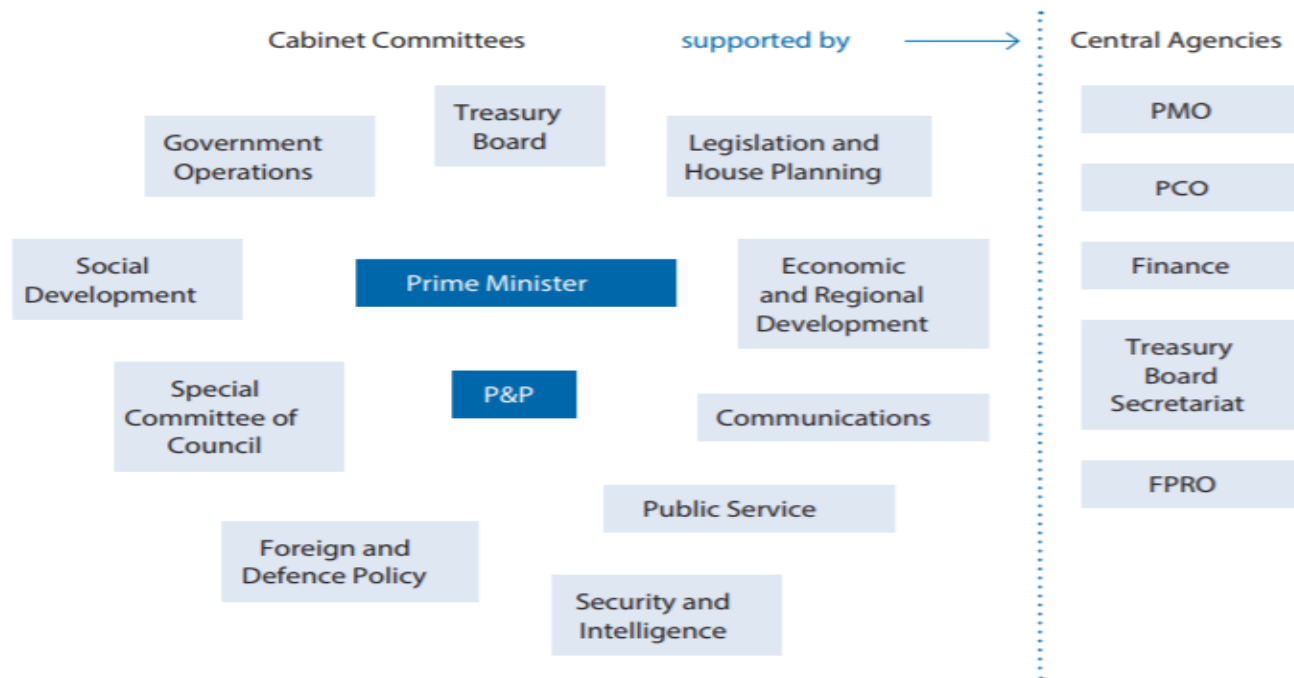 Cabinet Committees supported by Central Agencies
Treasury
Board
Government
Operations
Legislation and
House Planning
Social
Development
Prime Minister
Economic
and Regional
Development
Special
Committee of
Council
P&P
Communications
Public Service
Foreign and
Defence Policy
Security and
Intelligence
PMO
PCO
Finance
Treasury
Board
Secretariat
FPRO